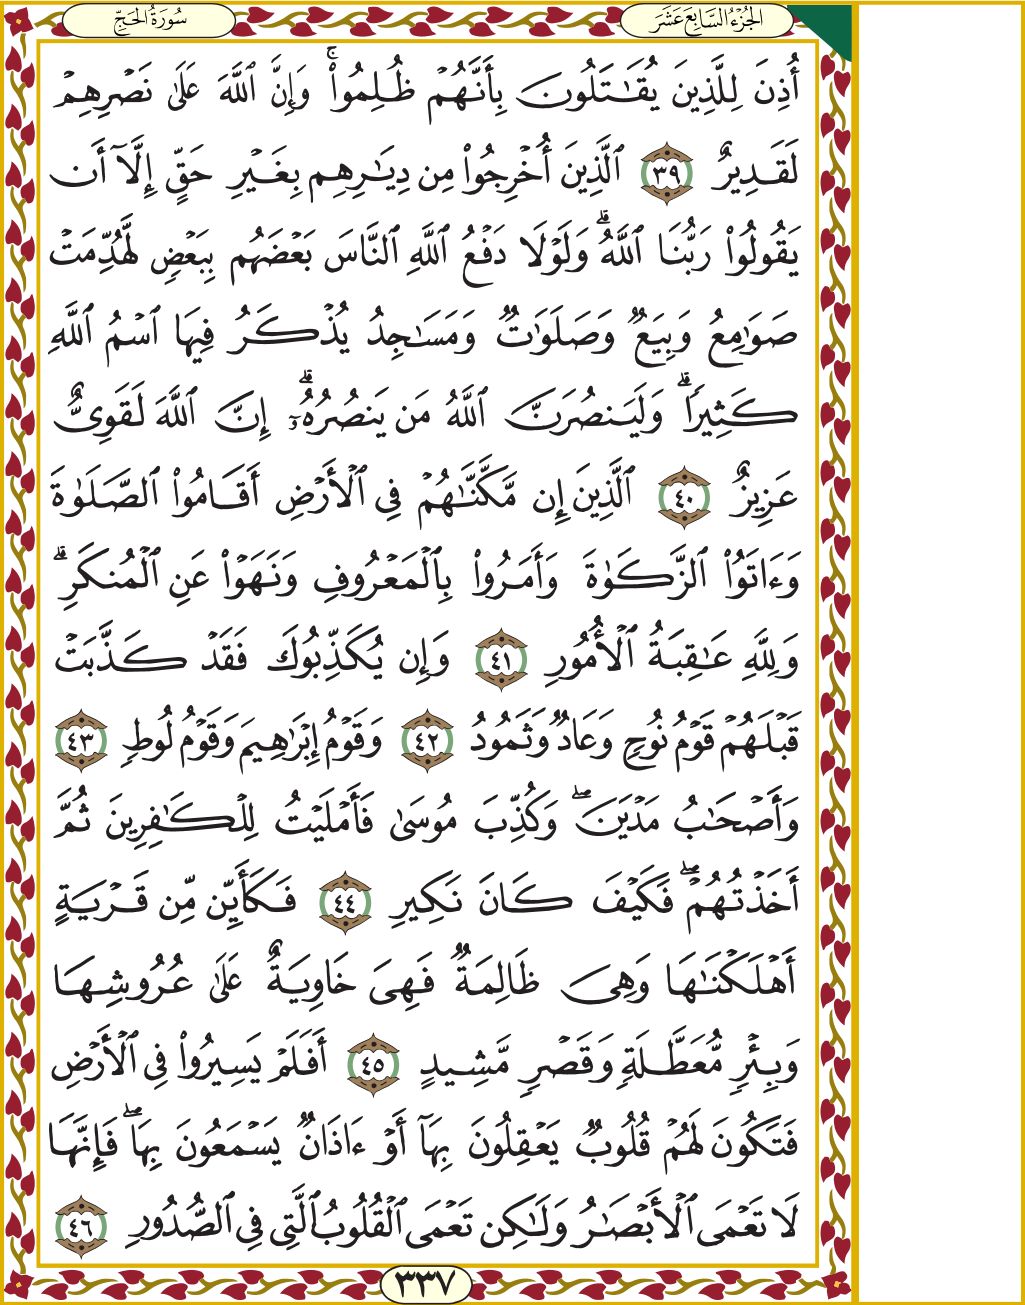 الجُزْءُ السَّابِعَ عَشَرَ
سُورَةُ الحَجِّ
أُذِنَ لِلَّذِينَ يُقَٰتَلُونَ بِأَنَّهُمْ ظُلِمُوا۟ ۚ وَإِنَّ ٱللَّهَ عَلَىٰ نَصْرِهِمْ
لَقَدِيرٌ ٣٩ ٱلَّذِينَ أُخْرِجُوا۟ مِن دِيَٰرِهِم بِغَيْرِ حَقٍّ إِلَّآ أَن
يَقُولُوا۟ رَبُّنَا ٱللَّهُ ۗ وَلَوْلَا دَفْعُ ٱللَّهِ ٱلنَّاسَ بَعْضَهُم بِبَعْضٍ لَّهُدِّمَتْ
صَوَٰمِعُ وَبِيَعٌ وَصَلَوَٰتٌ وَمَسَٰجِدُ يُذْكَرُ فِيهَا ٱسْمُ ٱللَّهِ
كَثِيرًا ۗ وَلَيَنصُرَنَّ ٱللَّهُ مَن يَنصُرُهُۥٓ ۗ إِنَّ ٱللَّهَ لَقَوِىٌّ
عَزِيزٌ ٤٠ ٱلَّذِينَ إِن مَّكَّنَّٰهُمْ فِى ٱلْأَرْضِ أَقَامُوا۟ ٱلصَّلَوٰةَ
وَءَاتَوُا۟ ٱلزَّكَوٰةَ وَأَمَرُوا۟ بِٱلْمَعْرُوفِ وَنَهَوْا۟ عَنِ ٱلْمُنكَرِ ۗ
وَلِلَّهِ عَٰقِبَةُ ٱلْأُمُورِ ٤١ وَإِن يُكَذِّبُوكَ فَقَدْ كَذَّبَتْ
قَبْلَهُمْ قَوْمُ نُوحٍ وَعَادٌ وَثَمُودُ ٤٢ وَقَوْمُ إِبْرَٰهِيمَ وَقَوْمُ لُوطٍ ٤٣
وَأَصْحَٰبُ مَدْيَنَ ۖ وَكُذِّبَ مُوسَىٰ فَأَمْلَيْتُ لِلْكَٰفِرِينَ ثُمَّ
أَخَذْتُهُمْ ۖ فَكَيْفَ كَانَ نَكِيرِ ٤٤ فَكَأَيِّن مِّن قَرْيَةٍ
أَهْلَكْنَٰهَا وَهِىَ ظَالِمَةٌ فَهِىَ خَاوِيَةٌ عَلَىٰ عُرُوشِهَا
وَبِئْرٍ مُّعَطَّلَةٍ وَقَصْرٍ مَّشِيدٍ ٤٥ أَفَلَمْ يَسِيرُوا۟ فِى ٱلْأَرْضِ
فَتَكُونَ لَهُمْ قُلُوبٌ يَعْقِلُونَ بِهَآ أَوْ ءَاذَانٌ يَسْمَعُونَ بِهَا ۖ فَإِنَّهَا
لَا تَعْمَى ٱلْأَبْصَٰرُ وَلَٰكِن تَعْمَى ٱلْقُلُوبُ ٱلَّتِى فِى ٱلصُّدُورِ ٤٦
٣٣٧